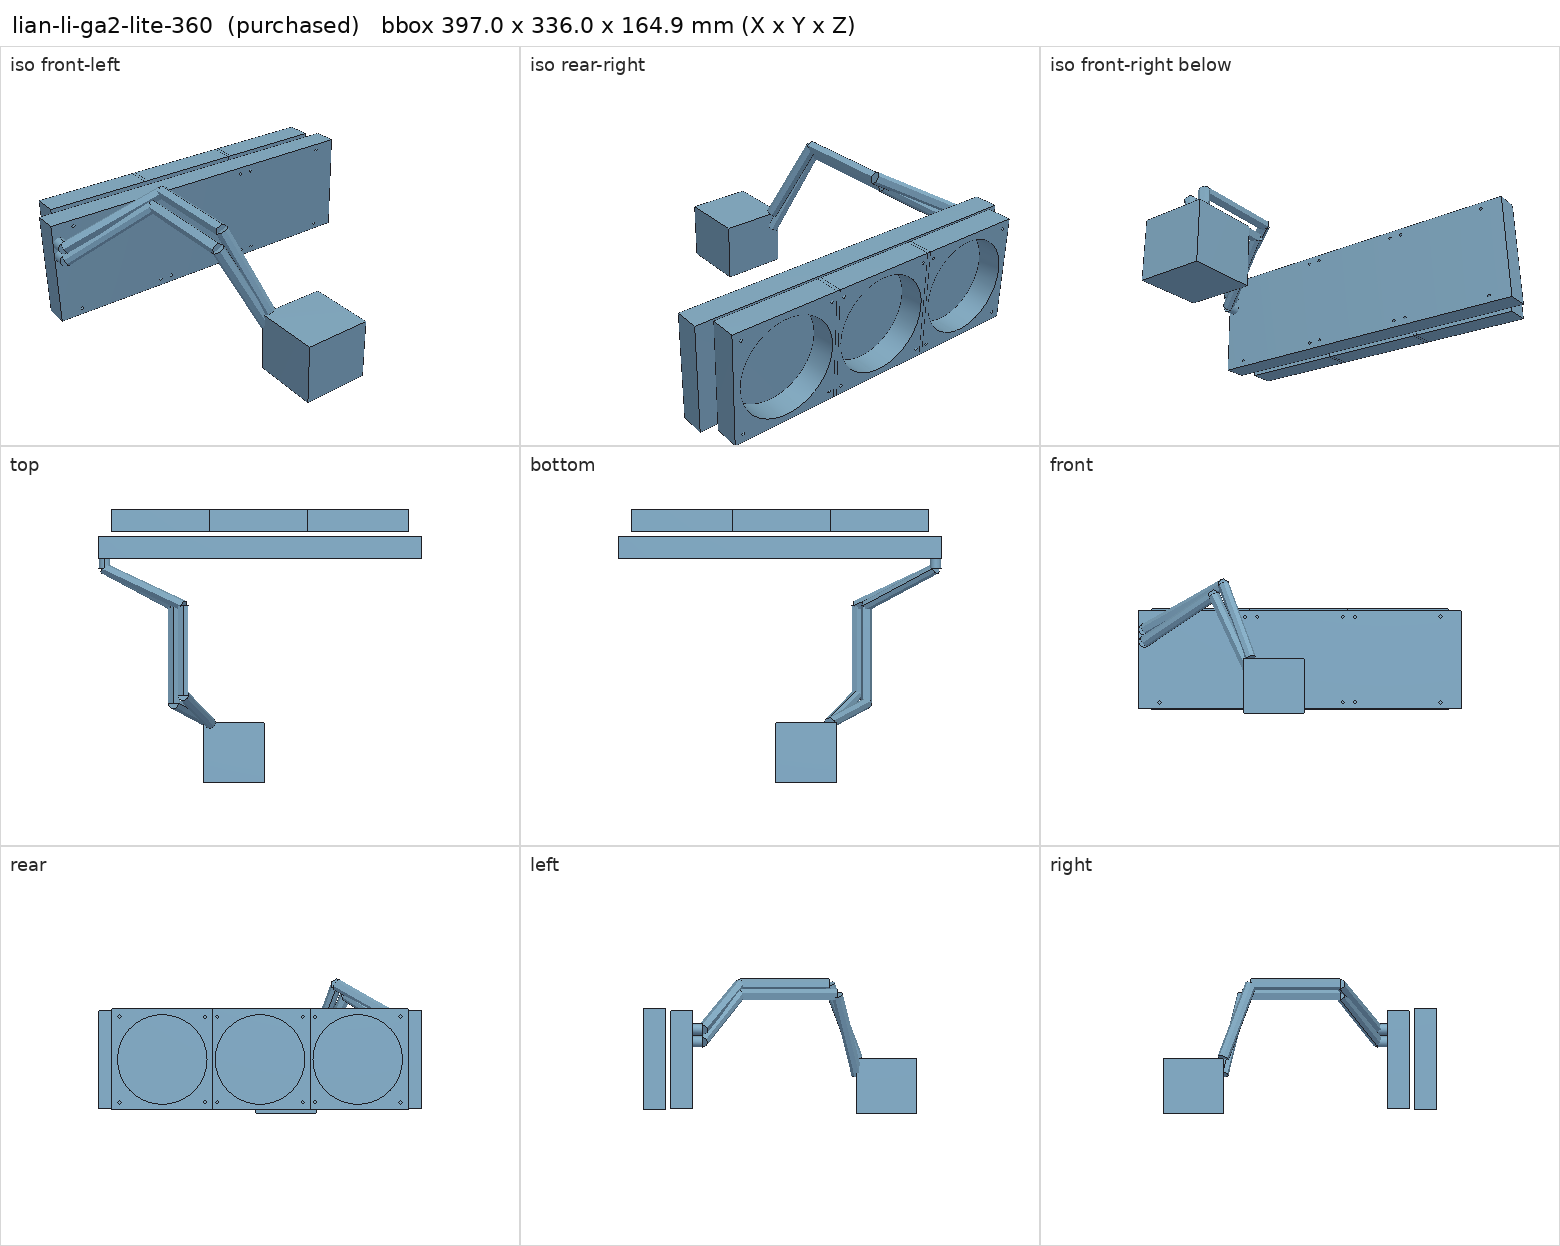 lian-li-ga2-lite-360  (purchased)   bbox 397.0 x 336.0 x 164.9 mm (X x Y x Z)
iso front-left
iso rear-right
iso front-right below
top
bottom
front
rear
left
right